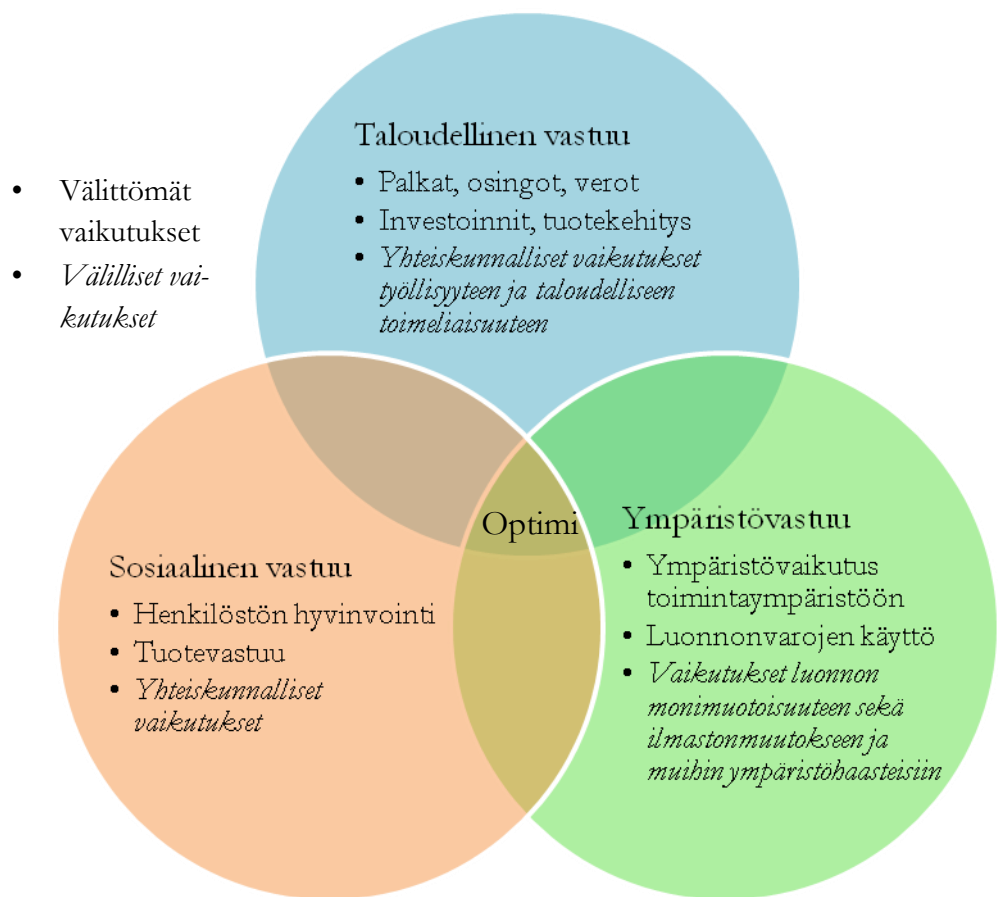 Taloudellinen vastuu
• Palkat, osingot, verot
• Investoinnit, tuotekehitys
• Yhteiskunnalliset vaikutukset
työllisyyteen ja taloudelliseen
toimeliaisuuteen
• Välittömät
vaikutukset
• Välilliset vai-
kutukset
Optimi
Sosiaalinen vastuu
• Henkilöstön hyvinvointi
• Tuotevastuu
• Yhteiskunnalliset
vaikutukset
Ympäristövastuu
• Ympäristövaikutus
toimintaympäristöön
• Luonnonvarojen käyttö
• Vaikutukset luonnon
monimuotoisuuteen sekä
ilmastonmuutokseen ja
muihin ympäristöhaasteisiin